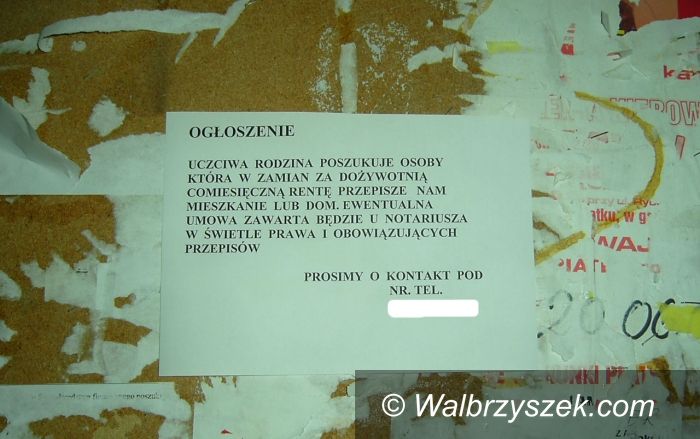 OGŁOSZENIE
UCZCIWA RODZINA POSZUKUJE OSOBY
KTÓRA W ZAMIAN ZA DOŻYWOTNIĄ
COMIESIĘCZNĄ RENTĘ PRZEPISZE NAM
MIESZKANIE LUB DOM. EWENTUALNA
UMOWA ZAWARTA BĘDZIE U NOTARIUSZA
W ŚWIETLE PRAWA I OBOWIĄZUJĄCYCH
PRZEPISÓW
PROSIMY O KONTAKT POD
NR. TEL.
© Walbrzyszek.com